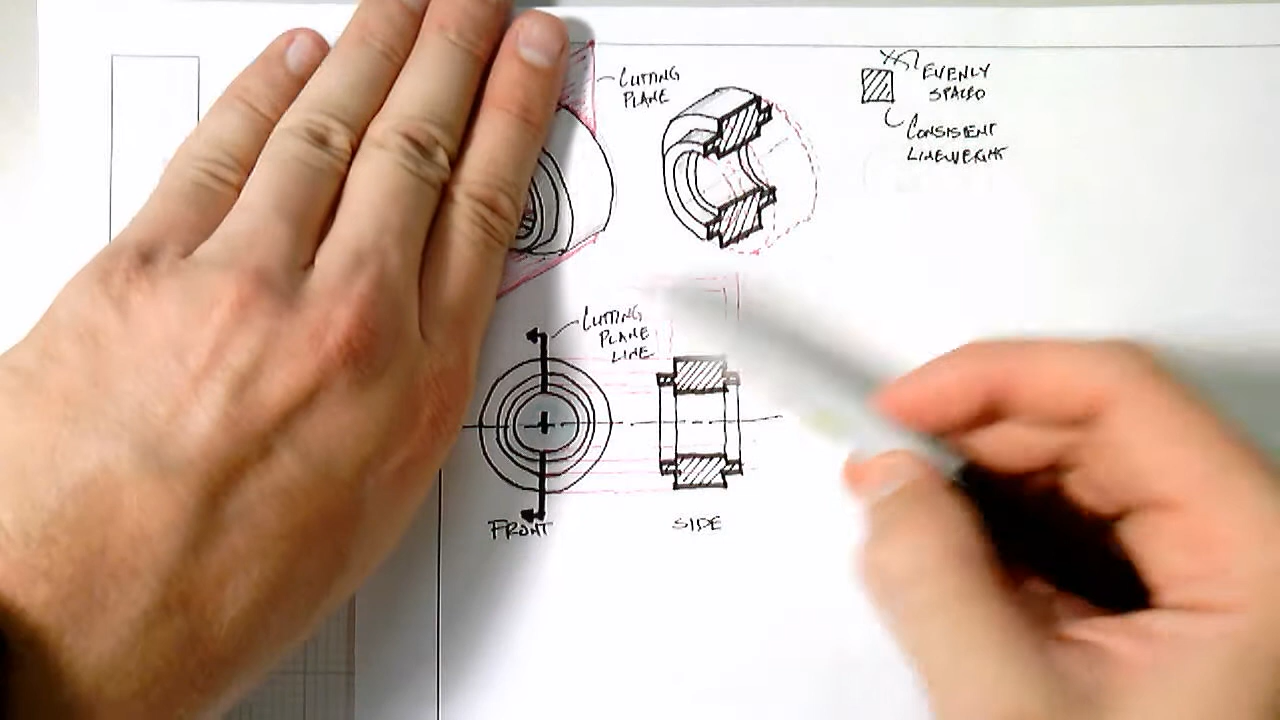 CUTTING
PLANE
EVENLY
SPACED
CONSISTENT
LINEWEIGHT
CUTTING
PLANE
LINE
FRONT
SIDE